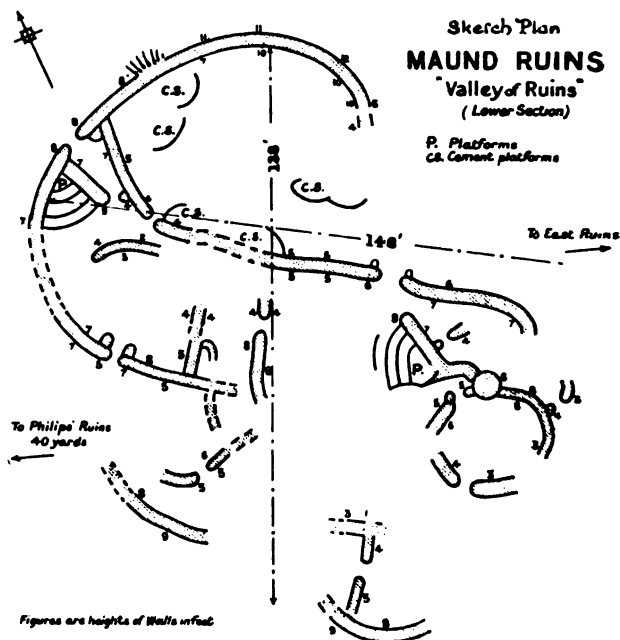 Sketch Plan
MAUND RUINS
"Valley of Ruins"
(Lower Section)
P. Platforms
CS. Cement platforms
C.S.
C.S.
C.S.
C.S.
C.S.
138'
148'
P.
P.
To East Ruins
To Philips' Ruins
40 yards
Figures are heights of Walls in feet